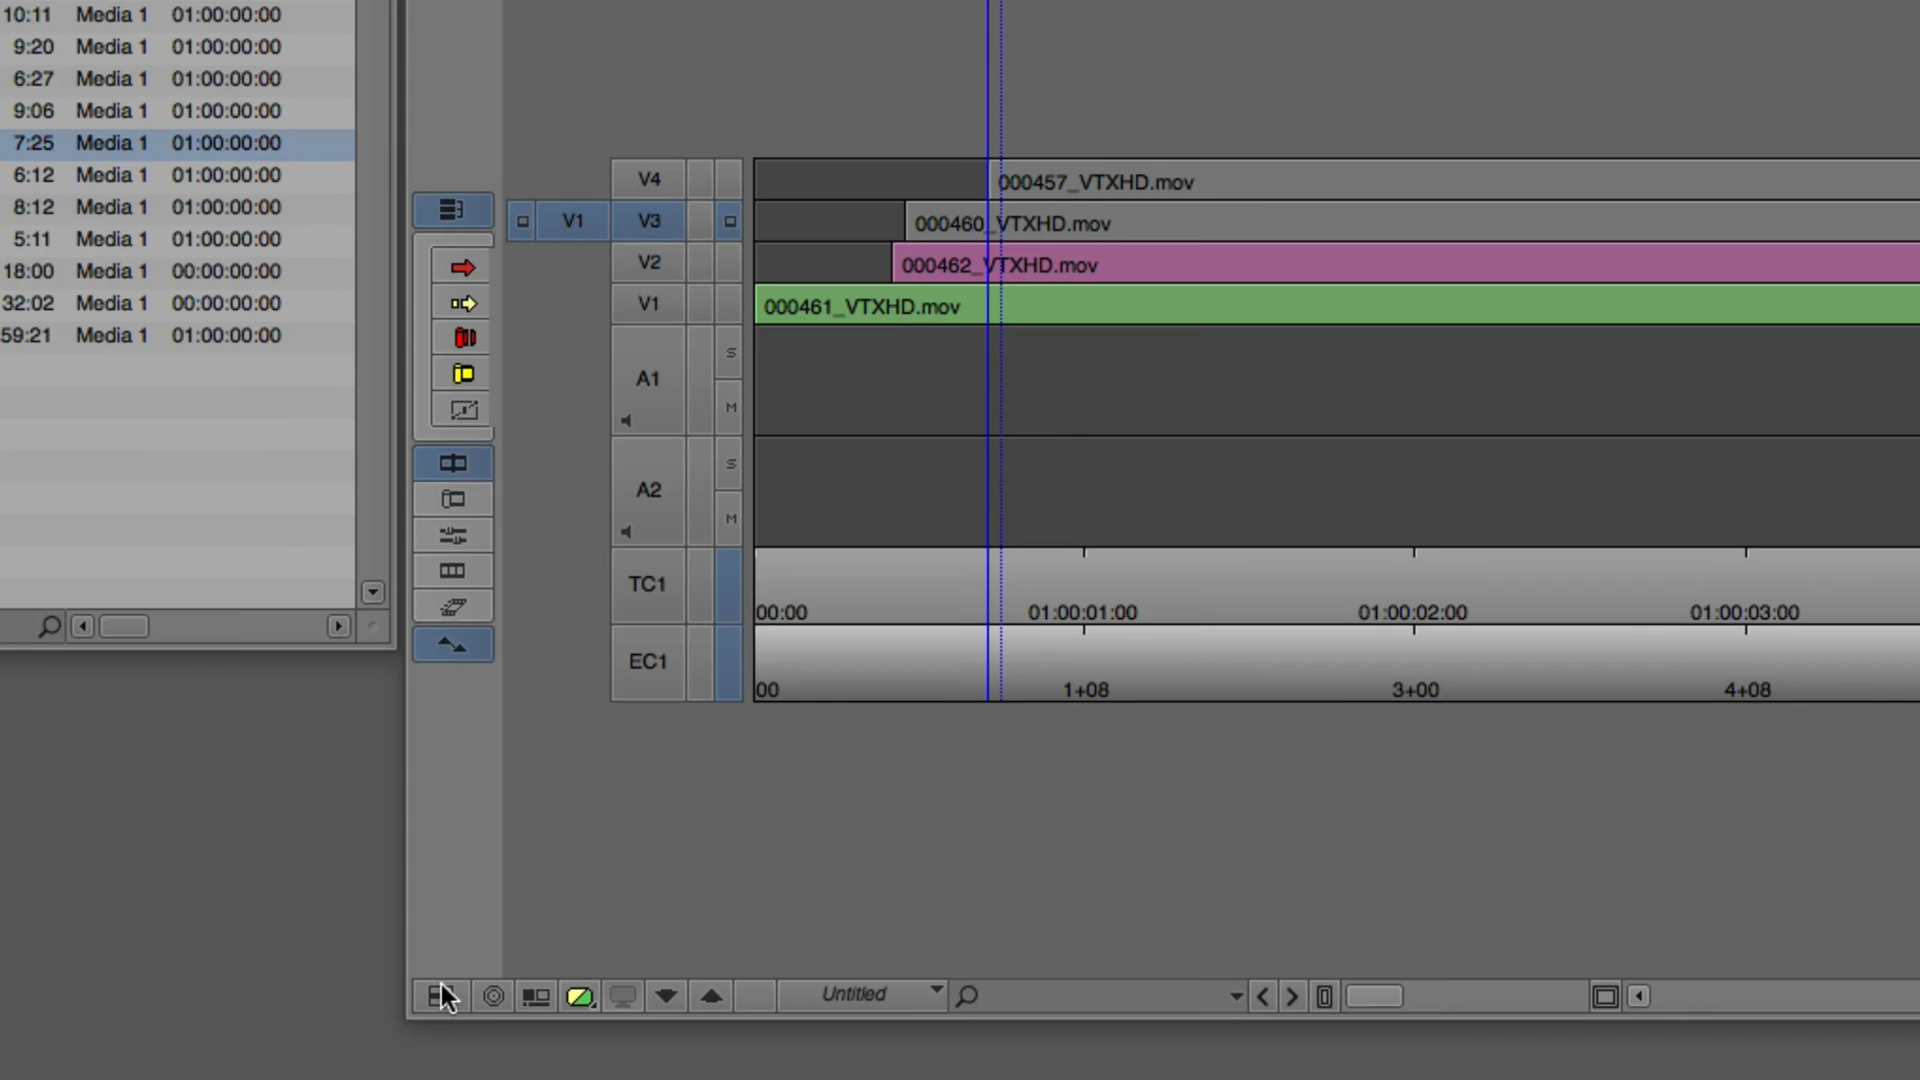 10:11 Media 1 01:00:00:00
9:20 Media 1 01:00:00:00
6:27 Media 1 01:00:00:00
9:06 Media 1 01:00:00:00
7:25 Media 1 01:00:00:00
6:12 Media 1 01:00:00:00
8:12 Media 1 01:00:00:00
5:11 Media 1 01:00:00:00
18:00 Media 1 00:00:00:00
32:02 Media 1 00:00:00:00
59:21 Media 1 01:00:00:00
V4 000457_VTXHD.mov
V1 V3 000460_VTXHD.mov
V2 000462_VTXHD.mov
V1 000461_VTXHD.mov
A1 S M
A2 S M
TC1 00:00 01:00:01:00 01:00:02:00 01:00:03:00
EC1 00 1+08 3+00 4+08
Untitled